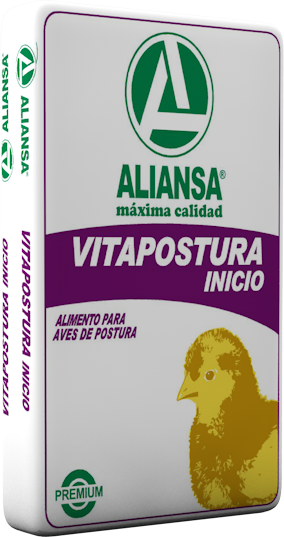 ALIANSA®
máxima calidad
VITAPOSTURA
INICIO
ALIMENTO PARA
AVES DE POSTURA
PREMIUM
ALIANSA
VITAPOSTURA INICIO
ALIANSA
VITAPOSTURA INICIO